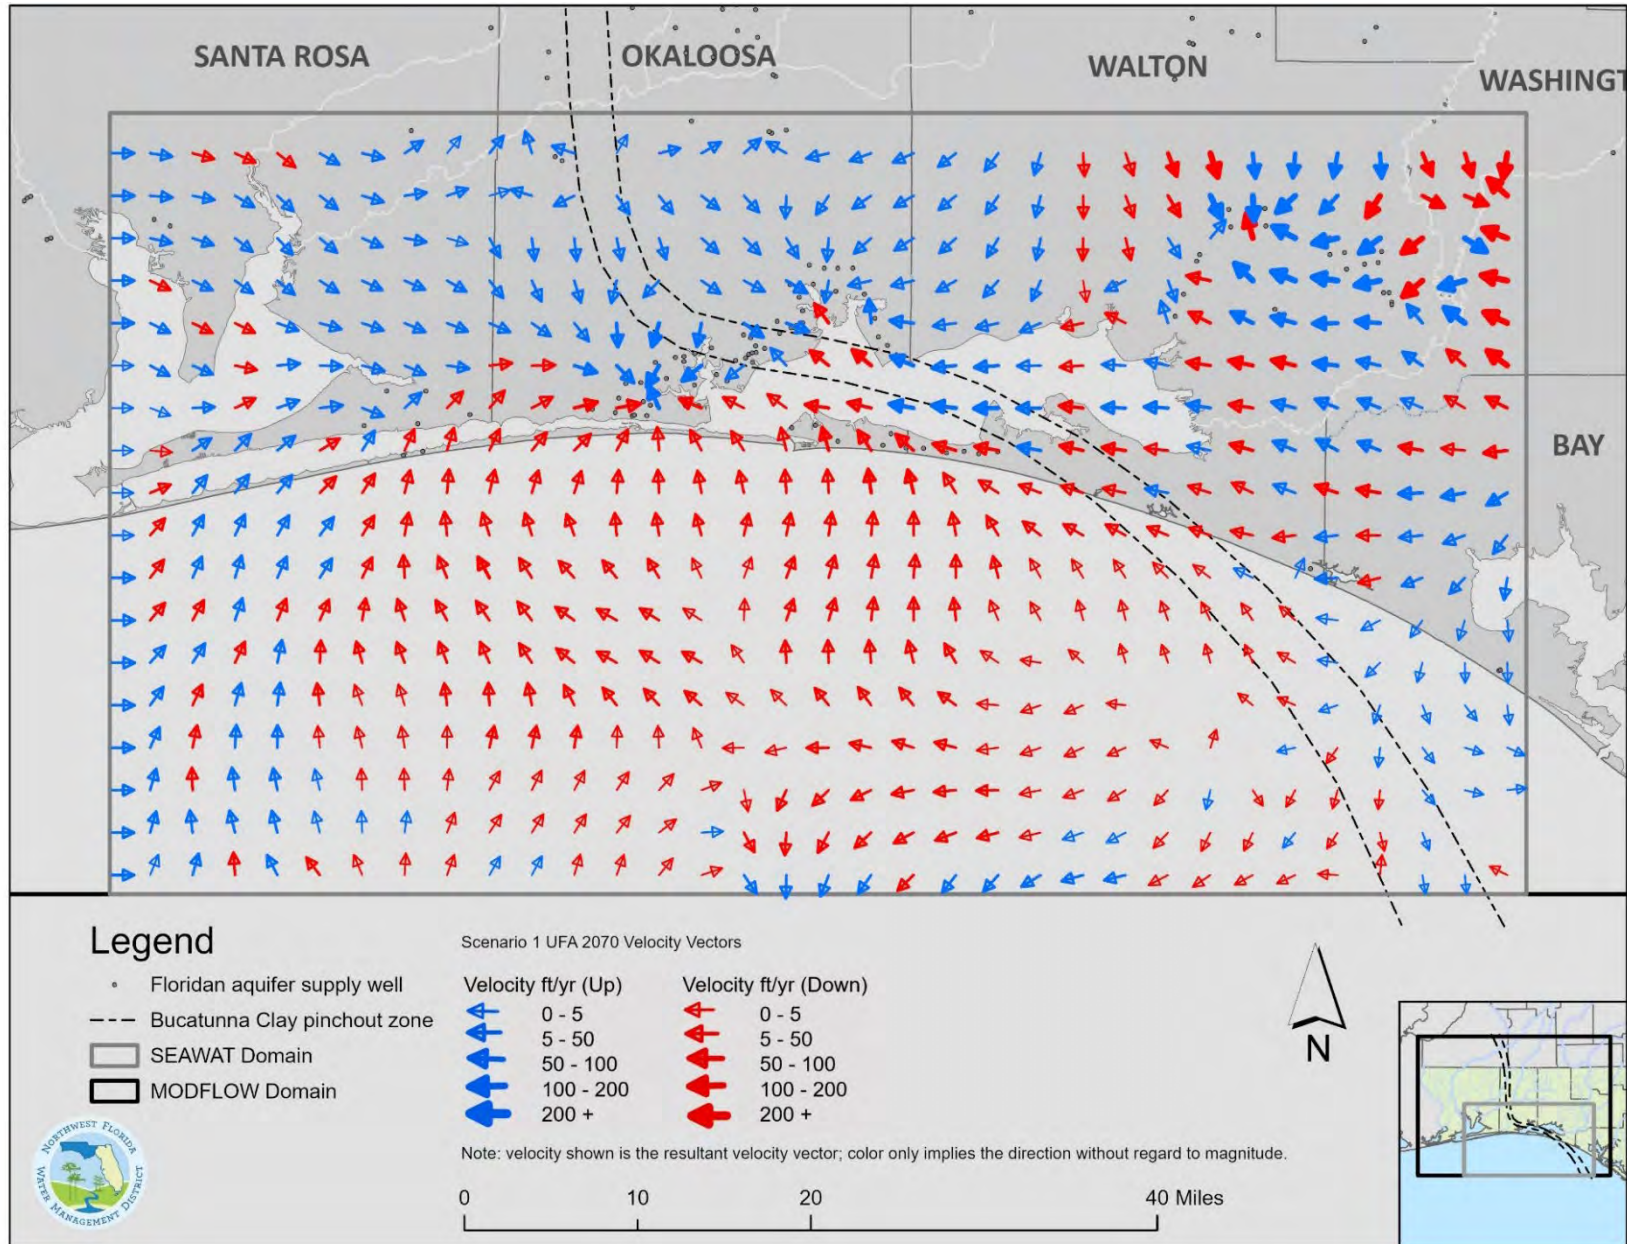 SANTA ROSA
OKALOOSA
WALTON
WASHINGT
BAY
Legend
Floridan aquifer supply well
Bucatunna Clay pinchout zone
SEAWAT Domain
MODFLOW Domain
Scenario 1 UFA 2070 Velocity Vectors
Velocity ft/yr (Up)
0 - 5
5 - 50
50 - 100
100 - 200
200 +
Velocity ft/yr (Down)
0 - 5
5 - 50
50 - 100
100 - 200
200 +
Note: velocity shown is the resultant velocity vector; color only implies the direction without regard to magnitude.
0 10 20 40 Miles
N
NORTHWEST FLORIDA
WATER MANAGEMENT DISTRICT